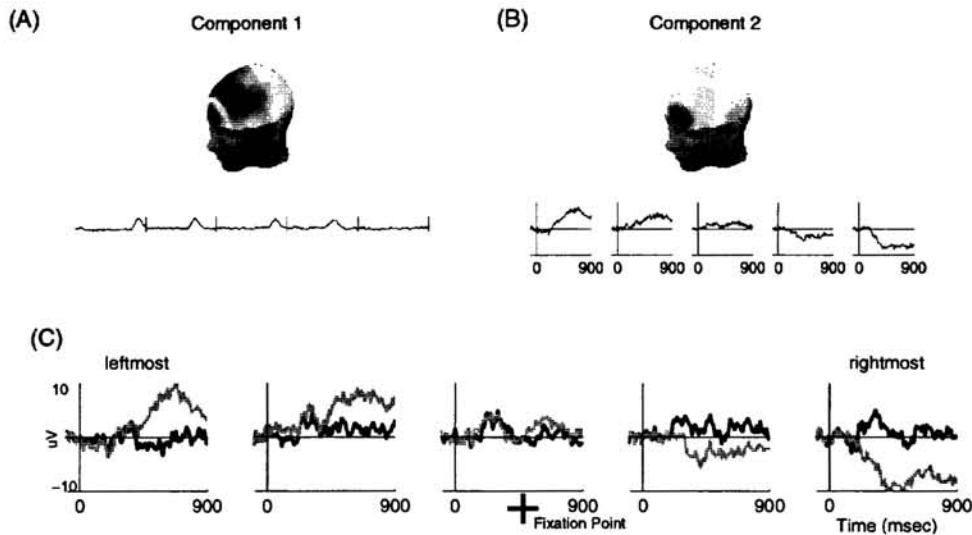 (A)
Component 1
(B)
Component 2
0 900 0 900 0 900 0 900 0 900
(C)
leftmost
rightmost
10
uV
-10
0 900 0 900 0 900 0 900 0 900
Fixation Point
Time (msec)